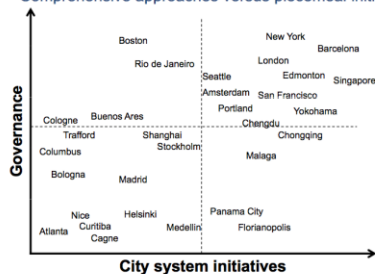 Comprehensive approaches versus piecemeal
Boston
New York
Barcelona
Rio de Janeiro
London
Seattle
Edmonton
Singapore
Amsterdam
San Francisco
Portland
Yokohama
Cologne
Buenos Ares
Chengdu
Trafford
Shanghai
Chongqing
Columbus
Stockholm
Malaga
Bologna
Madrid
Nice
Helsinki
Panama City
Atlanta
Curitiba
Medellin
Florianopolis
Cagne
Governance
City system initiatives